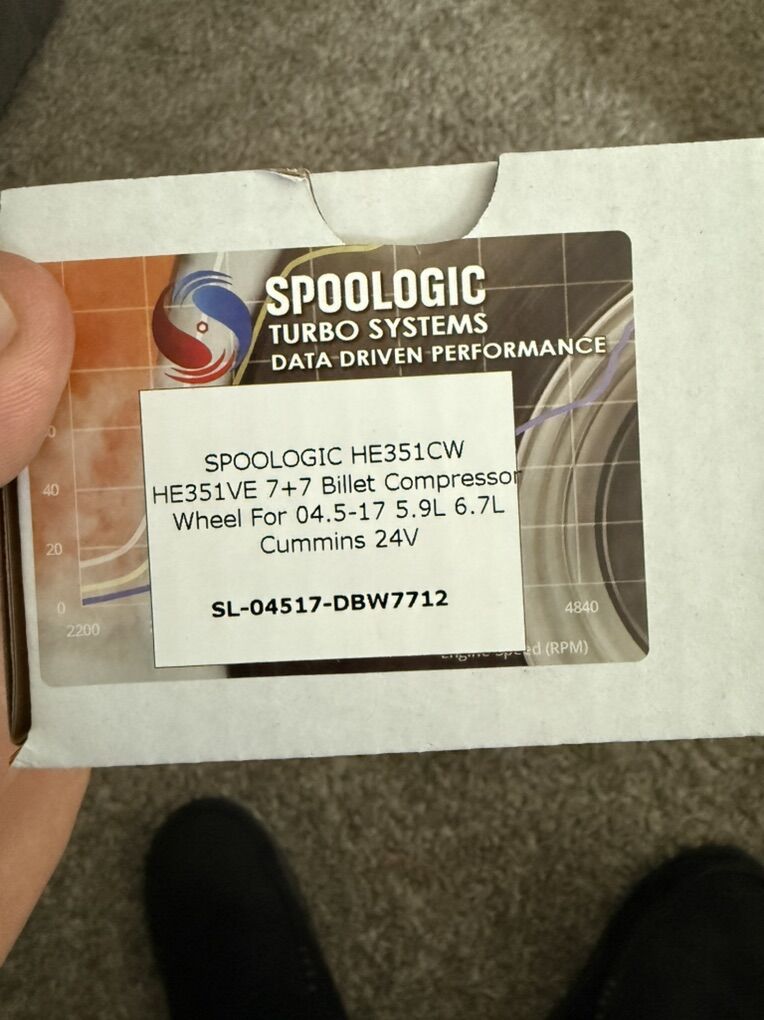 SPOOLOGIC
TURBO SYSTEMS
DATA DRIVEN PERFORMANCE
SPOOLOGIC HE351CW
HE351VE 7+7 Billet Compressor
Wheel For 04.5-17 5.9L 6.7L
Cummins 24V
SL-04517-DBW7712
40
20
0
2200
4840
Engine Speed (RPM)